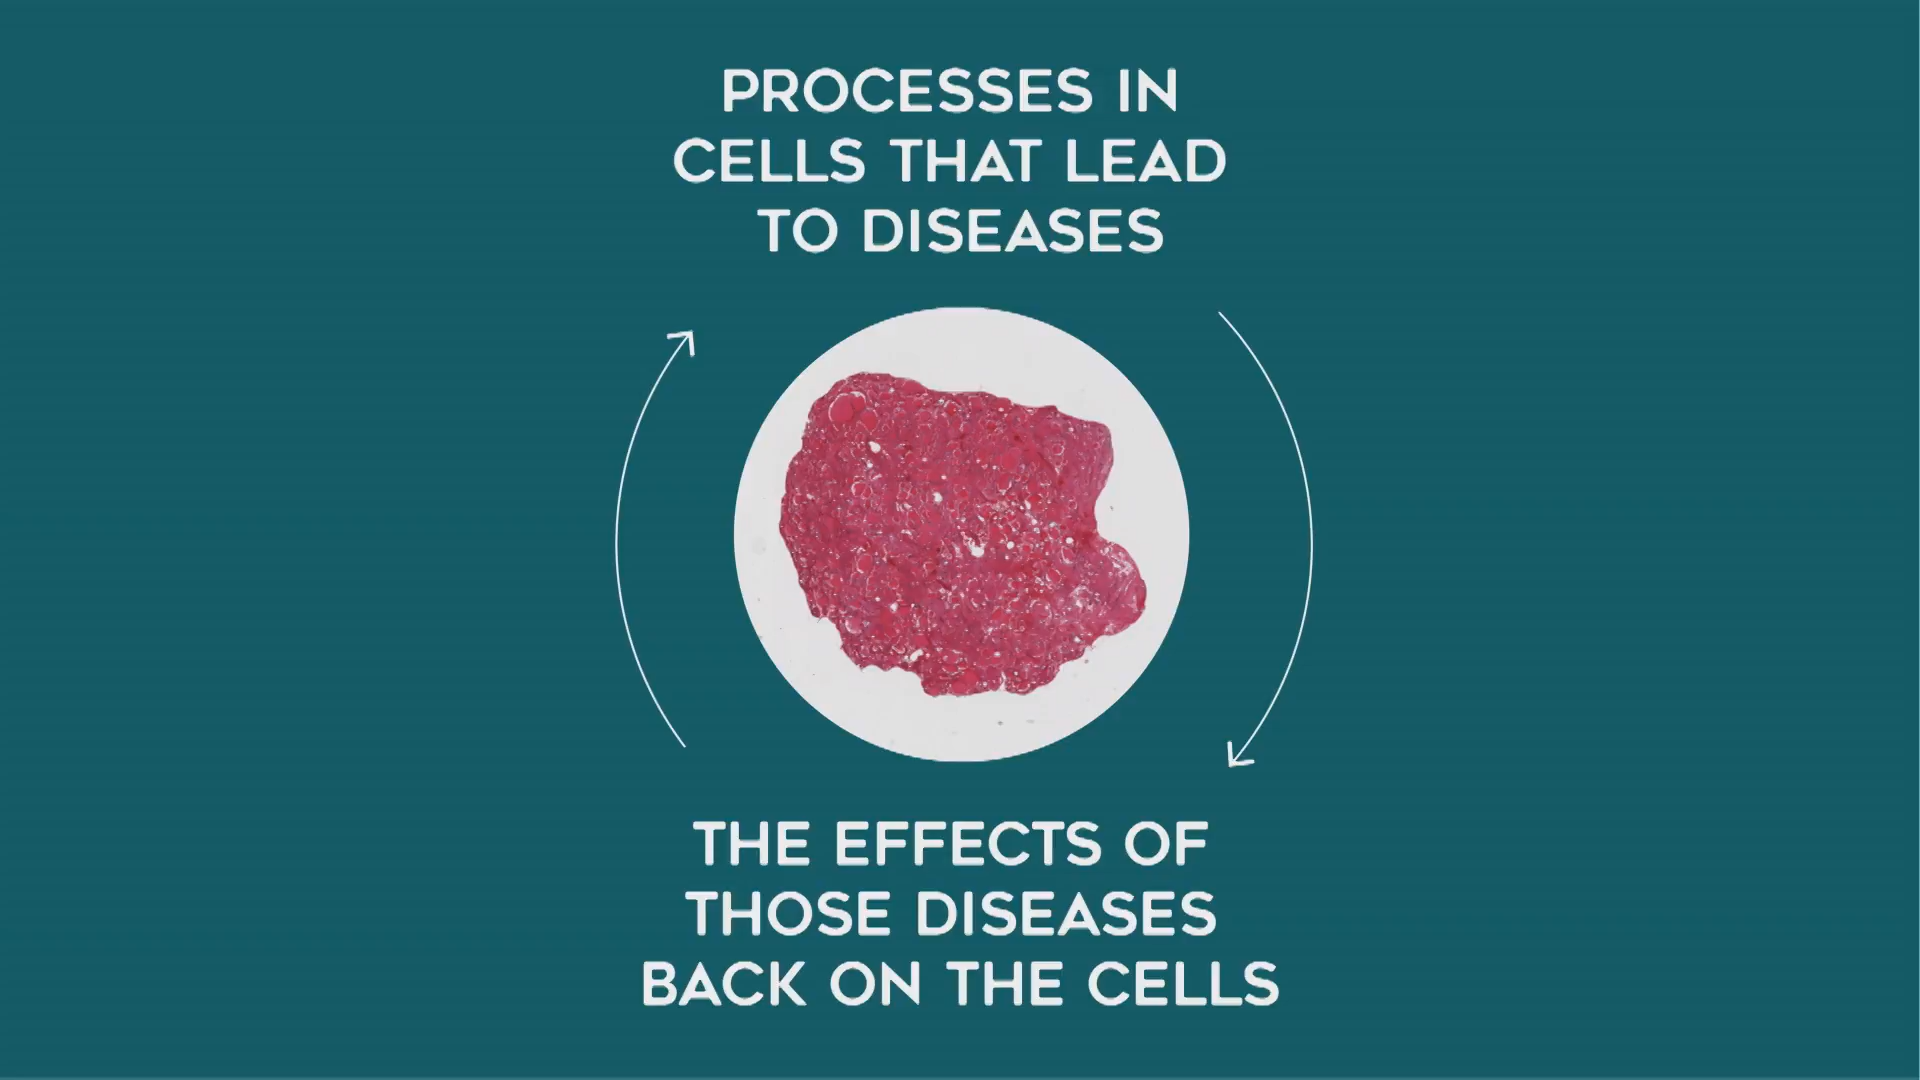 PROCESSES IN
CELLS THAT LEAD
TO DISEASES
THE EFFECTS OF
THOSE DISEASES
BACK ON THE CELLS